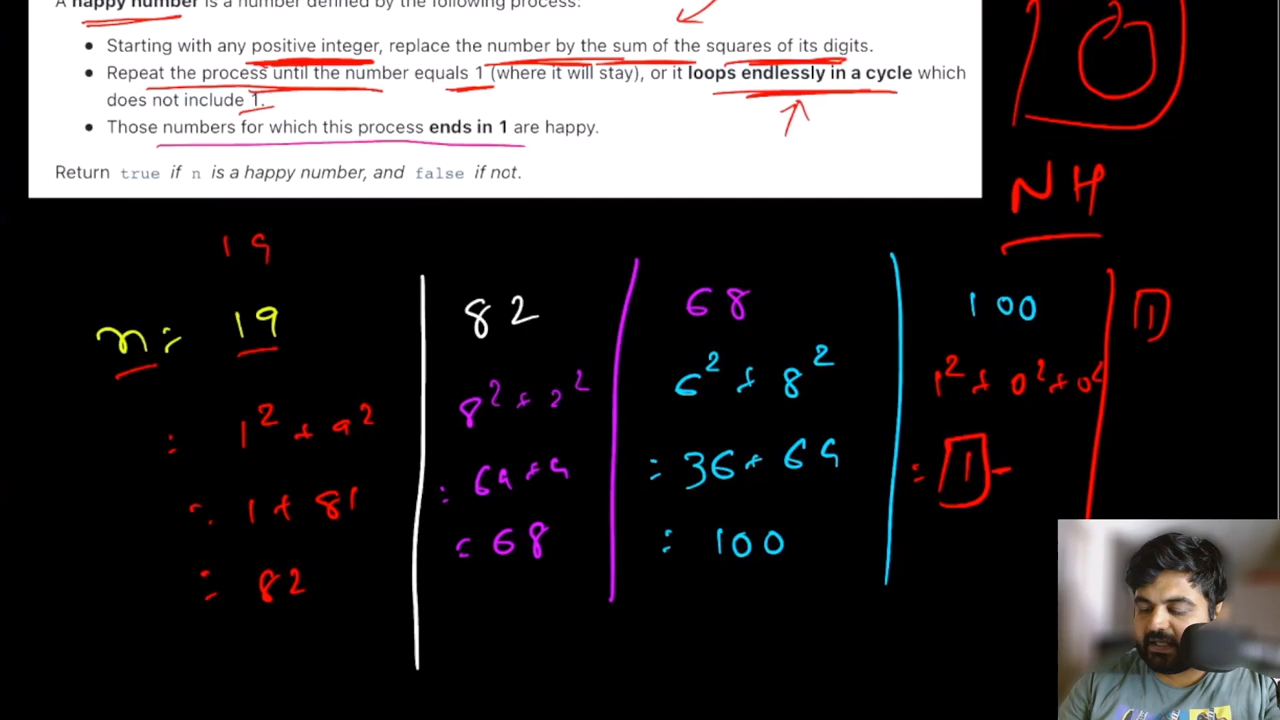 A happy number is a number defined by the following process:
• Starting with any positive integer, replace the number by the sum of the squares of its digits.
• Repeat the process until the number equals 1 (where it will stay), or it loops endlessly in a cycle which
does not include 1.
• Those numbers for which this process ends in 1 are happy.
Return true if n is a happy number, and false if not.
NH
19
n = 19
= 1² + 9²
= 1 + 81
= 82
82
8² + 2²
= 64 + 4
= 68
68
6² + 8²
= 36 + 64
= 100
100
1² + 0² + 0²
= 1
1